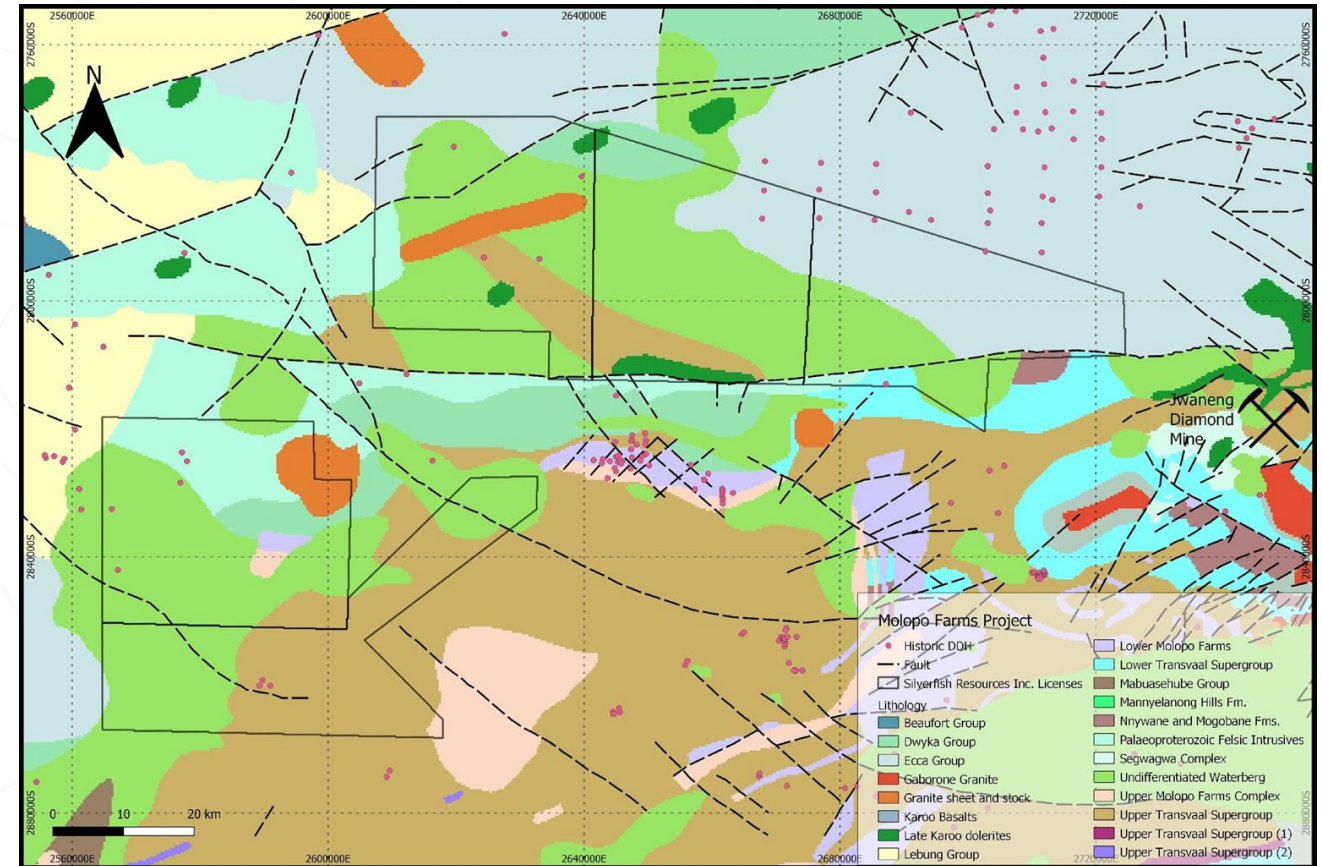 2560000E 2600000E 2640000E 2680000E 2720000E
2760000S 2760000S
N
2800000S 2800000S
Jwaneng
Diamond
Mine
2840000S 2840000S
Molopo Farms Project
Historic DDH
Fault
Silverfish Resources Inc. Licenses
Lithology
Beaufort Group
Dwyka Group
Ecca Group
Gaborone Granite
Granite sheet and stock
Karoo Basalts
Late Karoo dolerites
Lebung Group
Lower Molopo Farms
Lower Transvaal Supergroup
Mabuasehube Group
Mannyelanong Hills Fm.
Nnywane and Mogobane Fms.
Palaeoproterozoic Felsic Intrusives
Segwagwa Complex
Undifferentiated Waterberg
Upper Molopo Farms Complex
Upper Transvaal Supergroup
Upper Transvaal Supergroup (1)
Upper Transvaal Supergroup (2)
0 10 20 km
2880000S 2880000S
2560000E 2600000E 2640000E 2680000E 2720000E